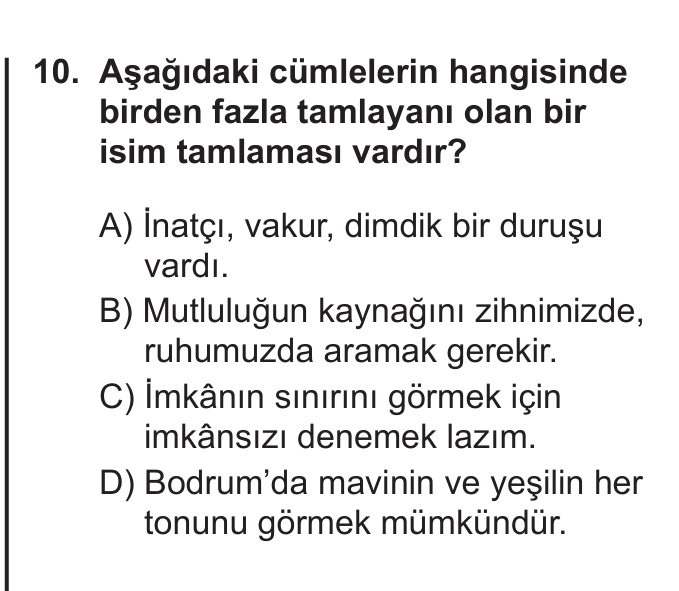 10. Aşağıdaki cümlelerin hangisinde
birden fazla tamlayanı olan bir
isim tamlaması vardır?
A) İnatçı, vakur, dimdik bir duruşu
vardı.
B) Mutluluğun kaynağını zihnimizde,
ruhumuzda aramak gerekir.
C) İmkânın sınırını görmek için
imkânsızı denemek lazım.
D) Bodrum’da mavinin ve yeşilin her
tonunu görmek mümkündür.